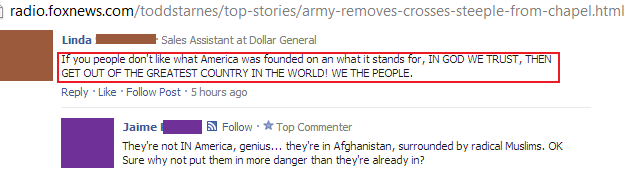 radio.foxnews.com/toddstarnes/top-stories/army-removes-crosses-steeple-from-chapel.html
Linda · Sales Assistant at Dollar General
If you people don't like what America was founded on an what it stands for, IN GOD WE TRUST, THEN
GET OUT OF THE GREATEST COUNTRY IN THE WORLD! WE THE PEOPLE.
Reply · Like · Follow Post · 5 hours ago
Jaime Follow · Top Commenter
They're not IN America, genius... they're in Afghanistan, surrounded by radical Muslims. OK
Sure why not put them in more danger than they're already in?